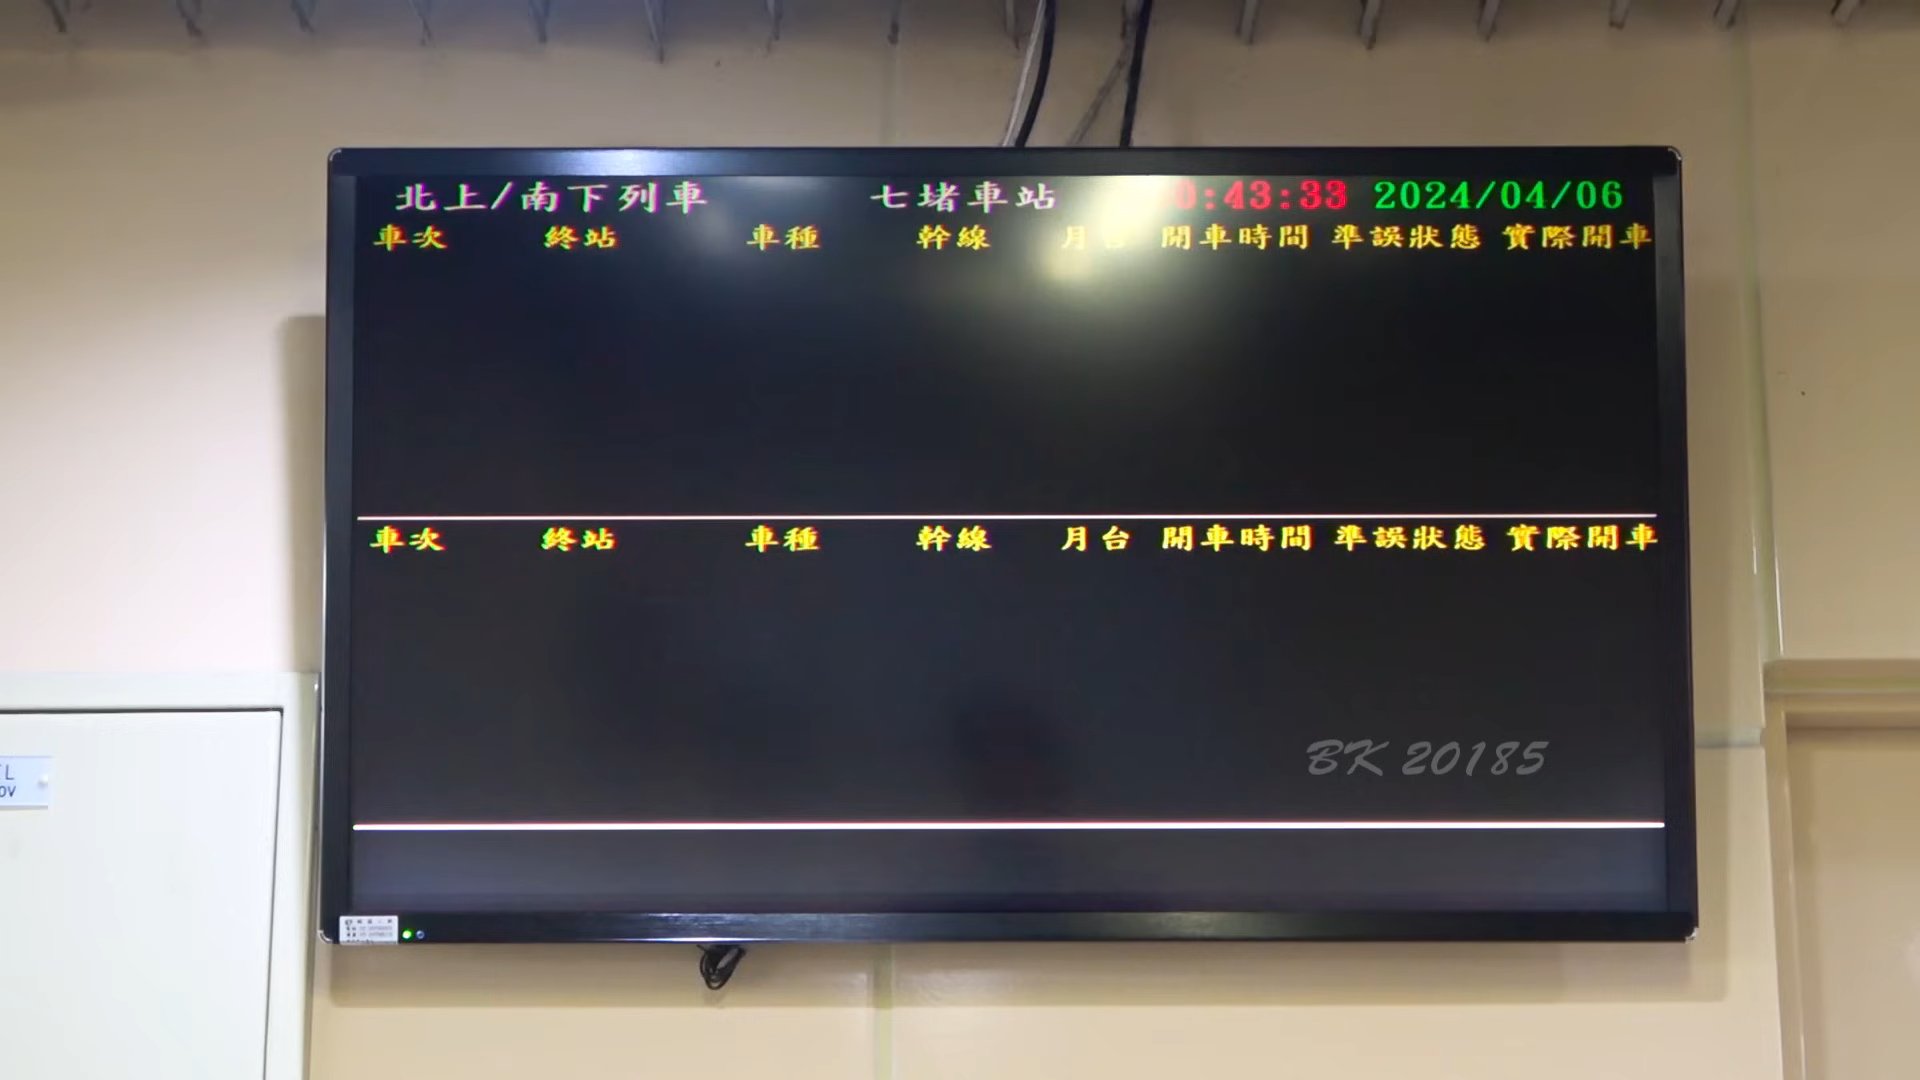 北上/南下列車 七堵車站 0:43:33 2024/04/06
車次 終站 車種 幹線 月台 開車時間 準誤狀態 實際開車
車次 終站 車種 幹線 月台 開車時間 準誤狀態 實際開車
BK 20185